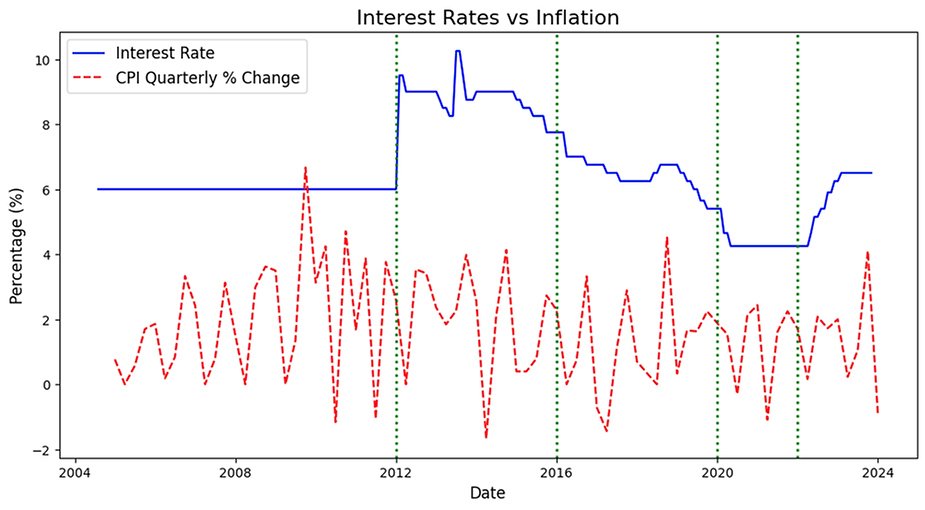 Interest Rates vs Inflation
Interest Rate
CPI Quarterly % Change
Percentage (%)
10
8
6
4
2
0
−2
2004
2008
2012
2016
2020
2024
Date